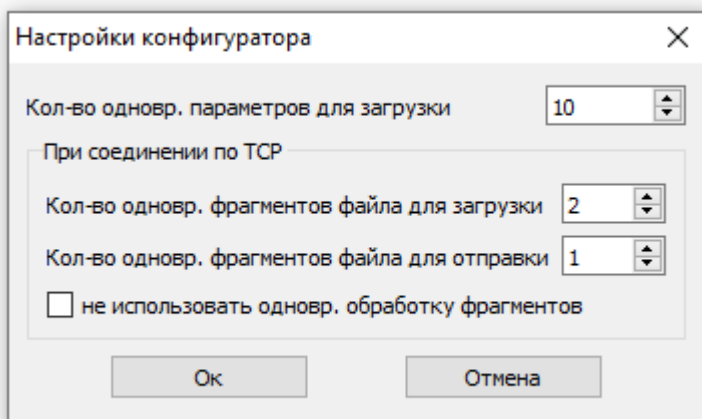 Настройки конфигуратора
Кол-во одновр. параметров для загрузки 10
При соединении по TCP
Кол-во одновр. фрагментов файла для загрузки 2
Кол-во одновр. фрагментов файла для отправки 1
не использовать одновр. обработку фрагментов
Ок Отмена